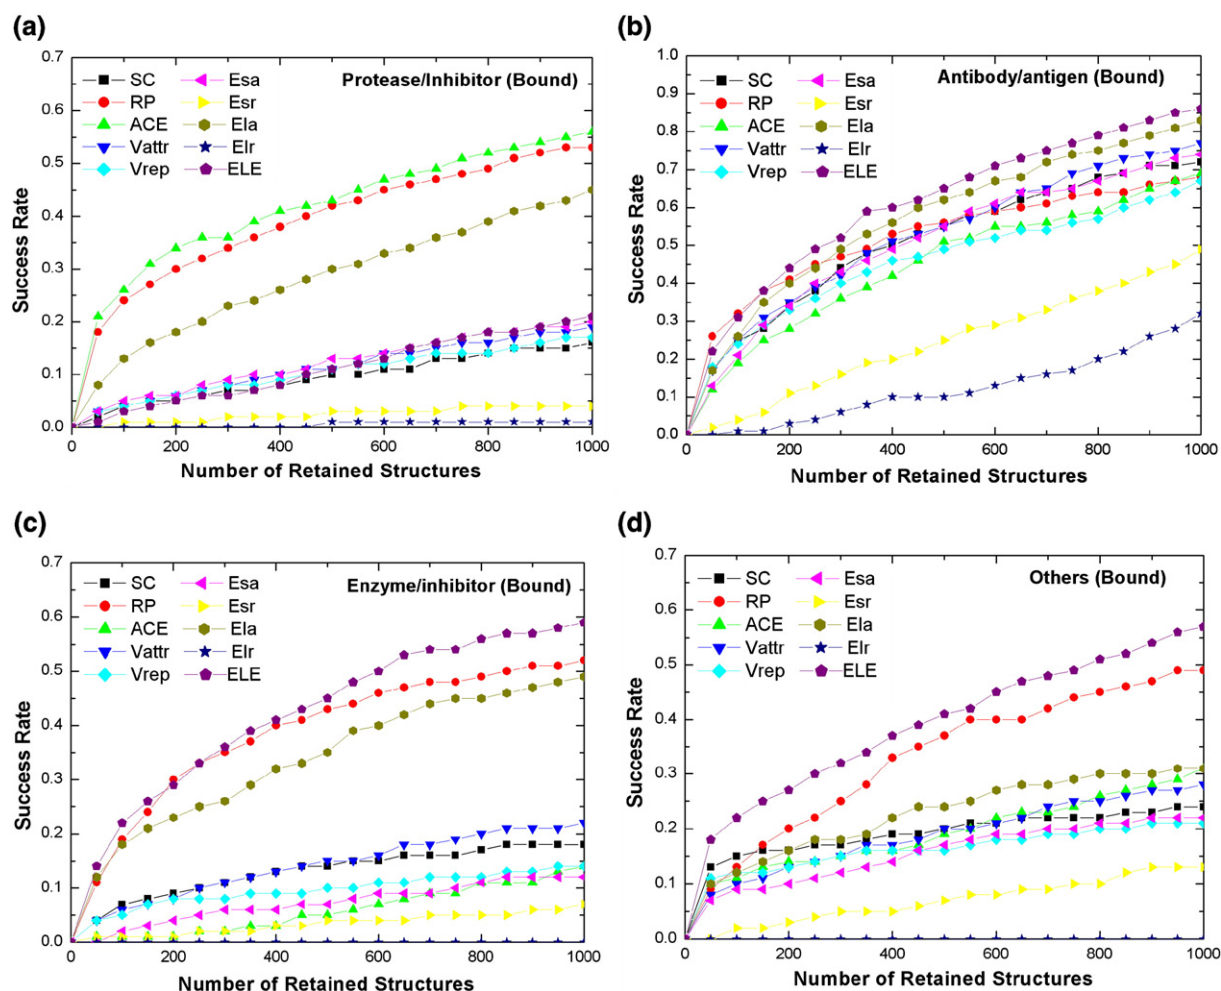 (a)
0.7
0.6
0.5
0.4
0.3
0.2
0.1
0.0
Success Rate
SC
RP
ACE
Vattr
Vrep
Esa
Esr
Ela
Elr
ELE
Protease/Inhibitor (Bound)
0 200 400 600 800 1000
Number of Retained Structures
(b)
1.0
0.9
0.8
0.7
0.6
0.5
0.4
0.3
0.2
0.1
0.0
Success Rate
SC
RP
ACE
Vattr
Vrep
Esa
Esr
Ela
Elr
ELE
Antibody/antigen (Bound)
0 200 400 600 800 1000
Number of Retained Structures
(c)
0.7
0.6
0.5
0.4
0.3
0.2
0.1
0.0
Success Rate
SC
RP
ACE
Vattr
Vrep
Esa
Esr
Ela
Elr
ELE
Enzyme/inhibitor (Bound)
0 200 400 600 800 1000
Number of Retained Structures
(d)
0.7
0.6
0.5
0.4
0.3
0.2
0.1
0.0
Success Rate
SC
RP
ACE
Vattr
Vrep
Esa
Esr
Ela
Elr
ELE
Others (Bound)
0 200 400 600 800 1000
Number of Retained Structures